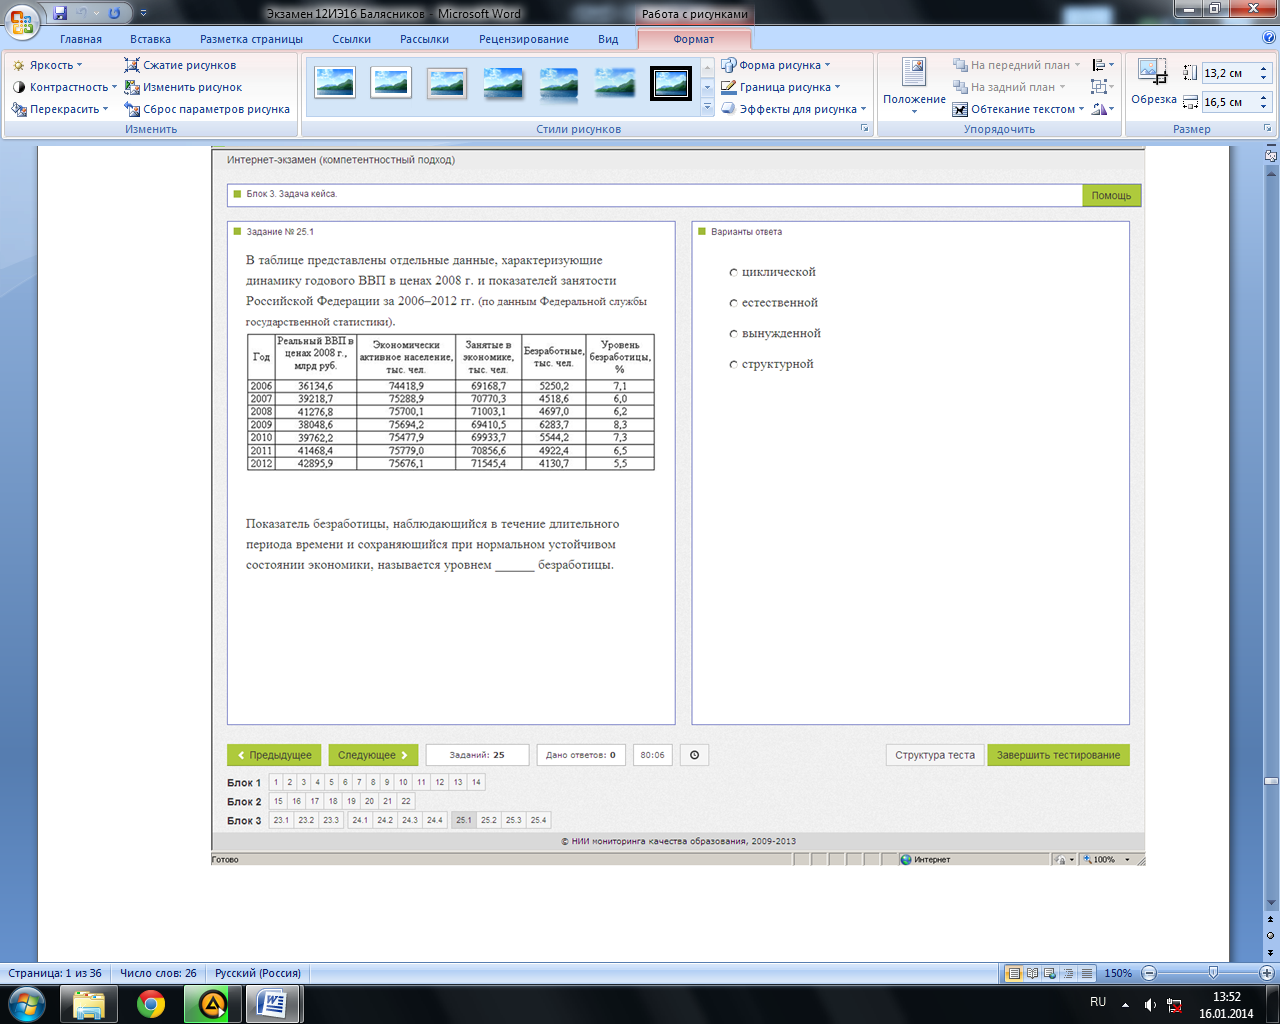 Экзамен 12ИЭ1б Балясников - Microsoft Word
Работа с рисунками
Главная Вставка Разметка страницы Ссылки Рассылки Рецензирование Вид Формат
Яркость
Контрастность
Перекрасить
Сжатие рисунков
Изменить рисунок
Сброс параметров рисунка
Изменить
Стили рисунков
Форма рисунка
Граница рисунка
Эффекты для рисунка
Положение
На передний план
На задний план
Обтекание текстом
Упорядочить
Обрезка
13,2 см
16,5 см
Размер
Интернет-экзамен (компетентностный подход)
Блок 3. Задача кейса.
Помощь
Задание № 25.1
В таблице представлены отдельные данные, характеризующие
динамику годового ВВП в ценах 2008 г. и показателей занятости
Российской Федерации за 2006–2012 гг. (по данным Федеральной службы
государственной статистики).
Год | Реальный ВВП в ценах 2008 г., млрд руб. | Экономически активное население, тыс. чел. | Занятые в экономике, тыс. чел. | Безработные, тыс. чел. | Уровень безработицы, %
2006 36134,6 74418,9 69168,7 5250,2 7,1
2007 39218,7 75288,9 70770,3 4518,6 6,0
2008 41276,8 75700,1 71003,1 4697,0 6,2
2009 38048,6 75694,2 69410,5 6283,7 8,3
2010 39762,2 75477,9 69933,7 5544,2 7,3
2011 41468,4 75779,0 70856,6 4922,4 6,5
2012 42895,9 75676,1 71545,4 4130,7 5,5
Показатель безработицы, наблюдающийся в течение длительного
периода времени и сохраняющийся при нормальном устойчивом
состоянии экономики, называется уровнем ______ безработицы.
Варианты ответа
циклической
естественной
вынужденной
структурной
Предыдущее Следующее Заданий: 25 Дано ответов: 0 80:06 Структура теста Завершить тестирование
Блок 1 1 2 3 4 5 6 7 8 9 10 11 12 13 14
Блок 2 15 16 17 18 19 20 21 22
Блок 3 23.1 23.2 23.3 24.1 24.2 24.3 24.4 25.1 25.2 25.3 25.4
© НИИ мониторинга качества образования, 2009-2013
Готово Интернет 100%
Страница: 1 из 36 Число слов: 26 Русский (Россия) 150%
RU 13:52
16.01.2014